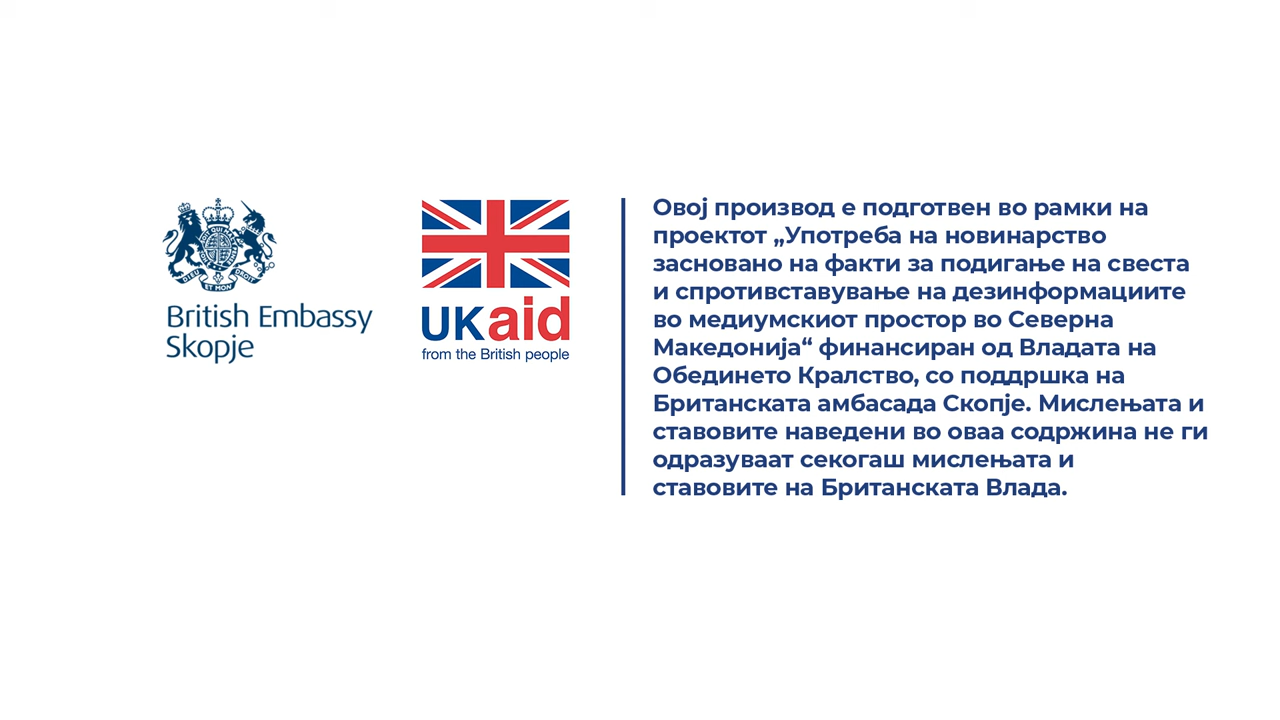 British Embassy
Skopje
UKaid
from the British people
Овој производ е подготвен во рамки на
проектот „Употреба на новинарство
засновано на факти за подигање на свеста
и спротивставување на дезинформациите
во медиумскиот простор во Северна
Македонија“ финансиран од Владата на
Обединето Кралство, со поддршка на
Британската амбасада Скопје. Мислењата и
ставовите наведени во оваа содржина не ги
одразуваат секогаш мислењата и
ставовите на Британската Влада.